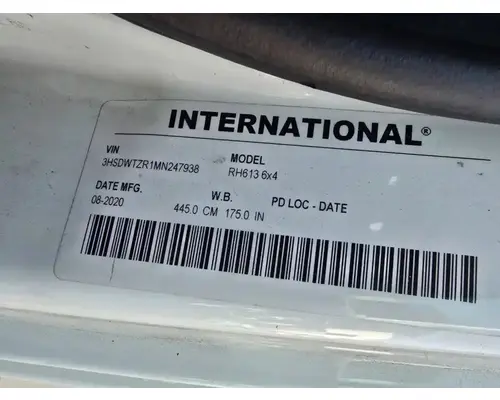 INTERNATIONAL®
VIN MODEL
3HSDWTZR1MN247938 RH613 6x4
DATE MFG. W.B. PD LOC - DATE
08-2020 445.0 CM 175.0 IN